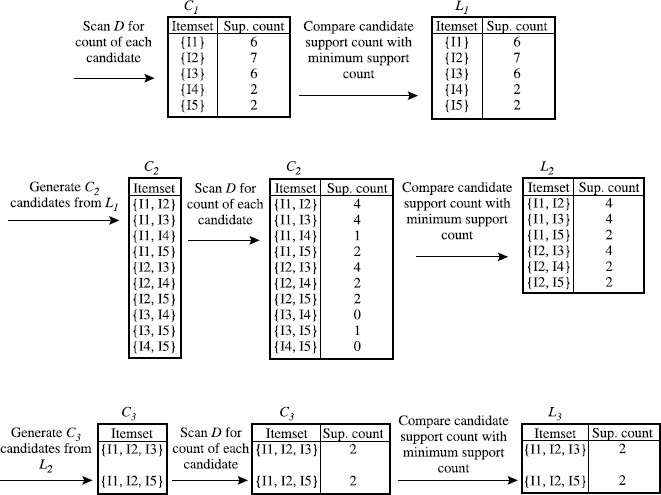 C1
L1
Scan D for
count of each
candidate
Itemset Sup. count
{I1} 6
{I2} 7
{I3} 6
{I4} 2
{I5} 2
Compare candidate
support count with
minimum support
count
Itemset Sup. count
{I1} 6
{I2} 7
{I3} 6
{I4} 2
{I5} 2
Generate C2
candidates from L1
C2
Itemset
{I1, I2}
{I1, I3}
{I1, I4}
{I1, I5}
{I2, I3}
{I2, I4}
{I2, I5}
{I3, I4}
{I3, I5}
{I4, I5}
Scan D for
count of each
candidate
C2
Itemset Sup. count
{I1, I2} 4
{I1, I3} 4
{I1, I4} 1
{I1, I5} 2
{I2, I3} 4
{I2, I4} 2
{I2, I5} 2
{I3, I4} 0
{I3, I5} 1
{I4, I5} 0
Compare candidate
support count with
minimum support
count
L2
Itemset Sup. count
{I1, I2} 4
{I1, I3} 4
{I1, I5} 2
{I2, I3} 4
{I2, I4} 2
{I2, I5} 2
Generate C3
candidates from
L2
C3
Itemset
{I1, I2, I3}
{I1, I2, I5}
Scan D for
count of each
candidate
C3
Itemset Sup. count
{I1, I2, I3} 2
{I1, I2, I5} 2
Compare candidate
support count with
minimum support
count
L3
Itemset Sup. count
{I1, I2, I3} 2
{I1, I2, I5} 2